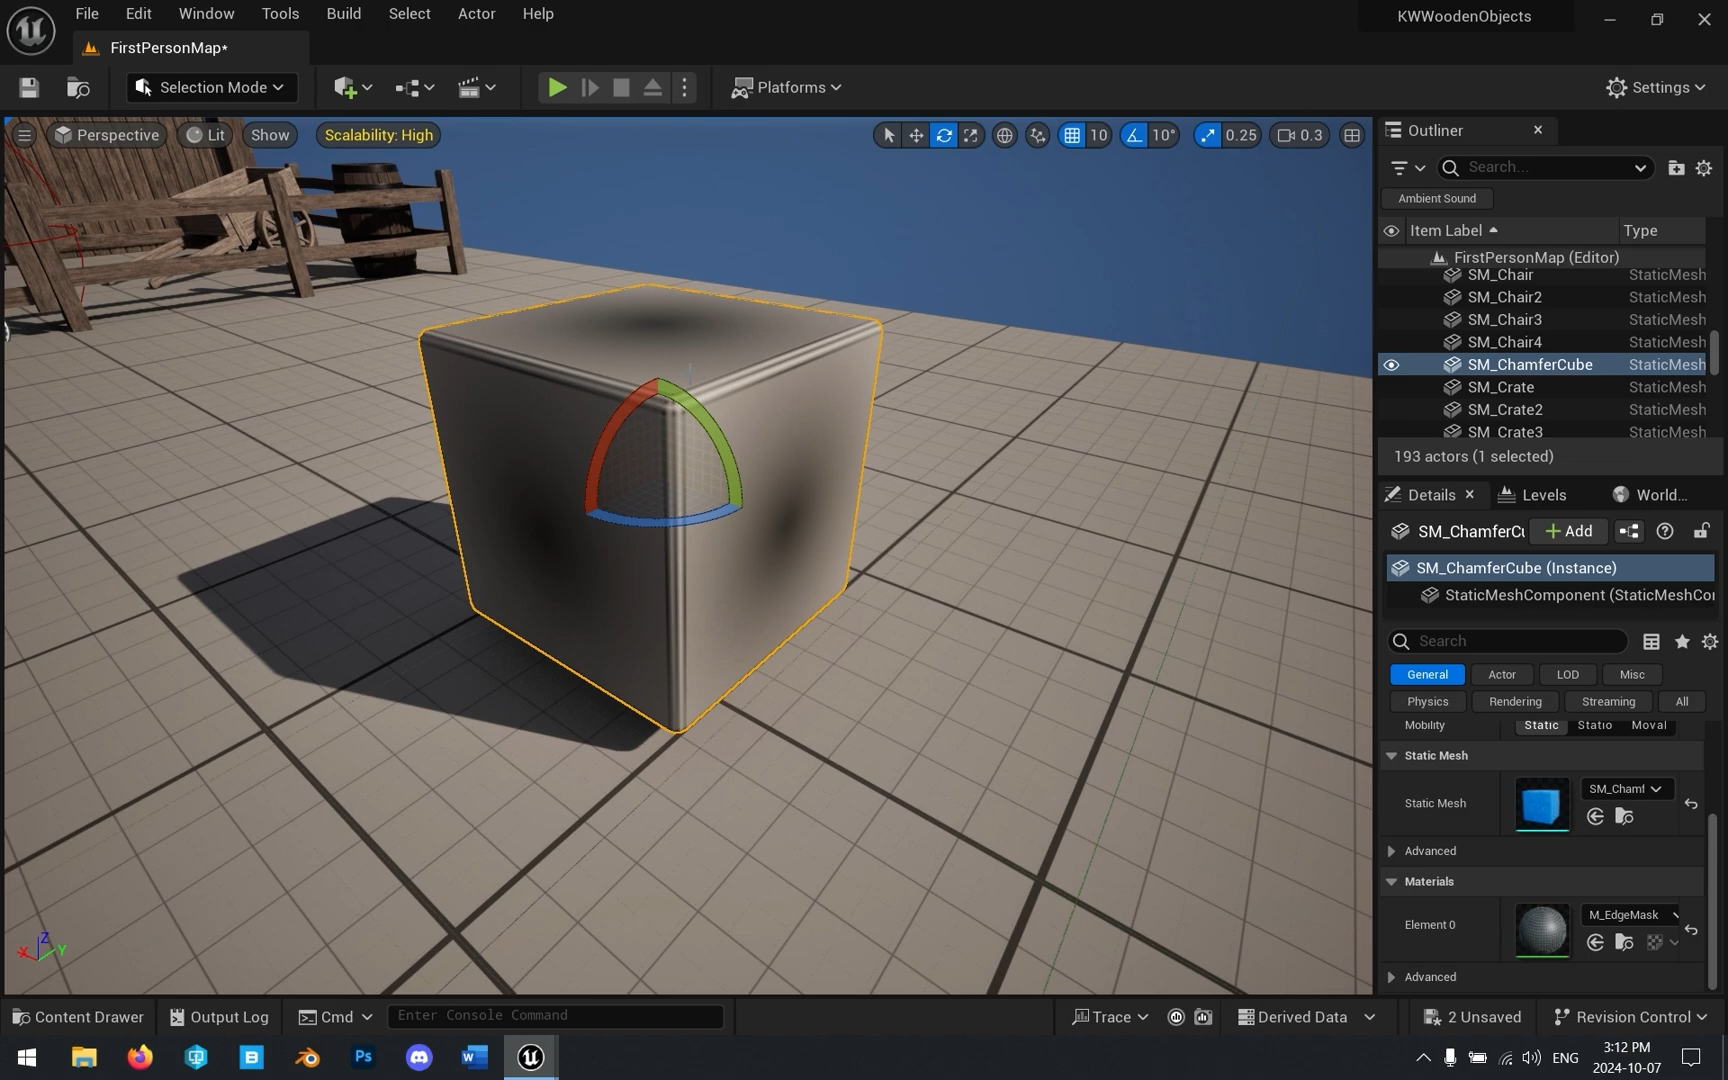 File Edit Window Tools Build Select Actor Help
KWWoodenObjects
FirstPersonMap*
Selection Mode
Platforms
Settings
Perspective Lit Show Scalability: High
10 10° 0.25 0.3
Outliner
Search...
Ambient Sound
Item Label Type
FirstPersonMap (Editor)
SM_Chair StaticMesh
SM_Chair2 StaticMesh
SM_Chair3 StaticMesh
SM_Chair4 StaticMesh
SM_ChamferCube StaticMesh
SM_Crate StaticMesh
SM_Crate2 StaticMesh
SM_Crate3 StaticMesh
193 actors (1 selected)
Details Levels World...
SM_ChamferCu Add
SM_ChamferCube (Instance)
StaticMeshComponent (StaticMeshCor
Search
General Actor LOD Misc
Physics Rendering Streaming All
Mobility Static Statio Moval
Static Mesh
Static Mesh SM_Chamf
Advanced
Materials
Element 0 M_EdgeMask
Advanced
X Z Y
Content Drawer Output Log Cmd Enter Console Command Trace Derived Data 2 Unsaved Revision Control
B Ps W ENG
3:12 PM
2024-10-07